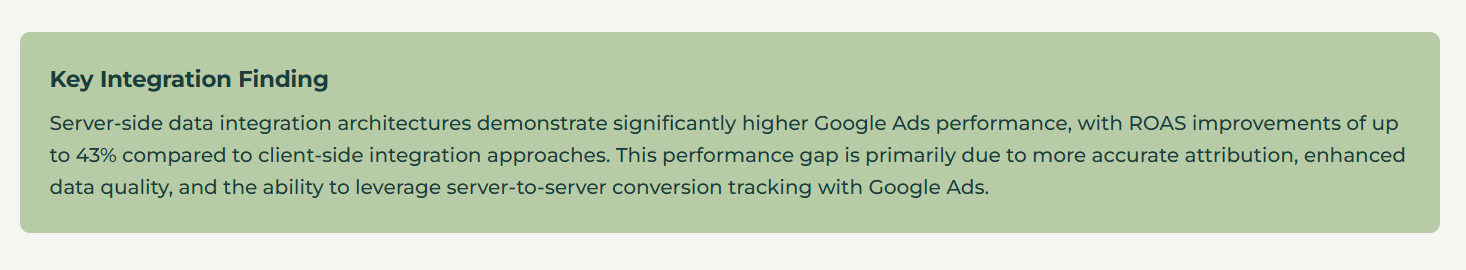 Key Integration Finding
Server-side data integration architectures demonstrate significantly higher Google Ads performance, with ROAS improvements of up
to 43% compared to client-side integration approaches. This performance gap is primarily due to more accurate attribution, enhanced
data quality, and the ability to leverage server-to-server conversion tracking with Google Ads.